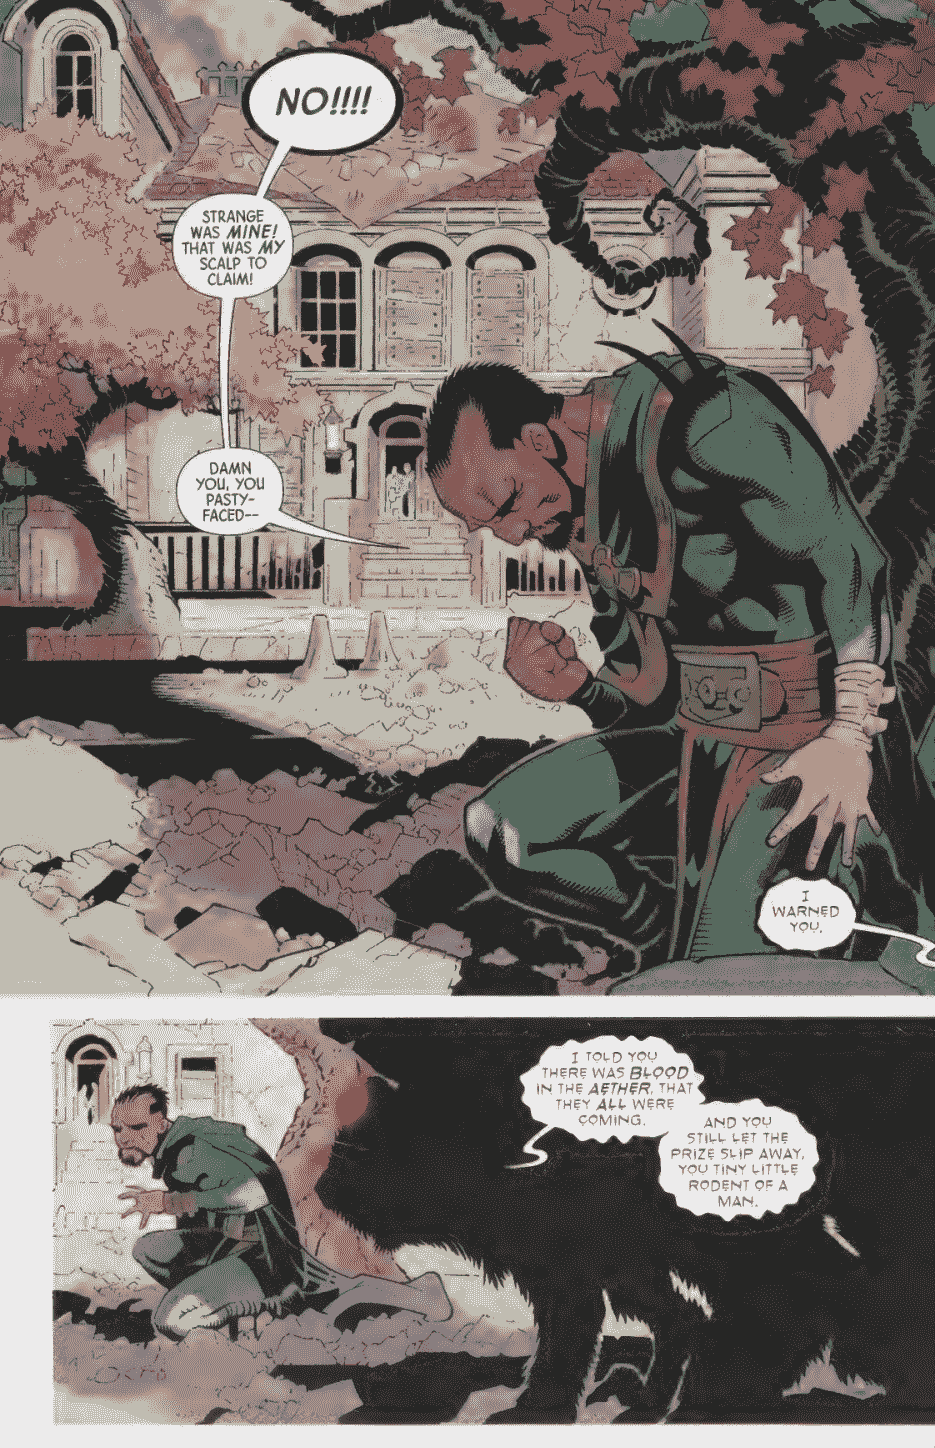 NO!!!!
STRANGE
WAS MINE!
THAT WAS MY
SCALP TO
CLAIM!
DAMN
YOU, YOU
PASTY-
FACED--
I
WARNED
YOU.
I TOLD YOU
THERE WAS BLOOD
IN THE AETHER, THAT
THEY ALL WERE
COMING.
AND YOU
STILL LET THE
PRIZE SLIP AWAY,
YOU TINY LITTLE
RODENT OF A
MAN.